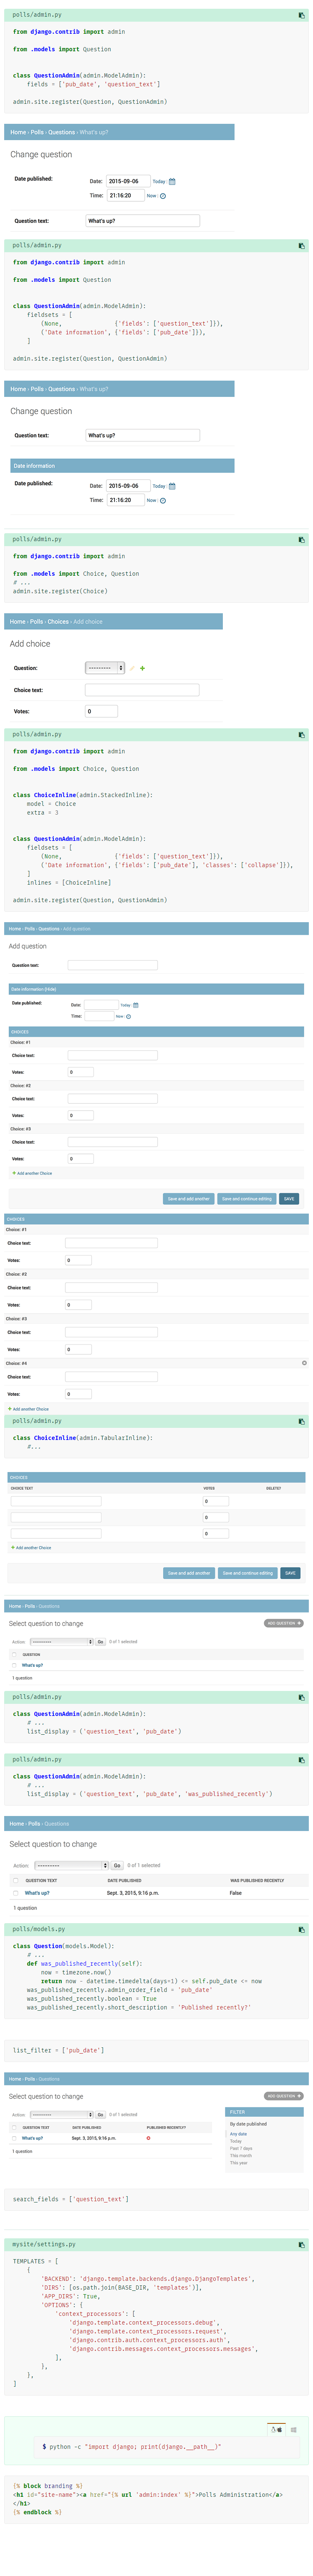 polls/admin.py
from django.contrib import admin
from .models import Question
class QuestionAdmin(admin.ModelAdmin):
fields = ['pub_date', 'question_text']
admin.site.register(Question, QuestionAdmin)
Home › Polls › Questions › What's up?
Change question
Date published:
Date: 2015-09-06 Today
Time: 21:16:20 Now
Question text: What's up?
polls/admin.py
from django.contrib import admin
from .models import Question
class QuestionAdmin(admin.ModelAdmin):
fieldsets = [
(None, {'fields': ['question_text']}),
('Date information', {'fields': ['pub_date']}),
]
admin.site.register(Question, QuestionAdmin)
Home › Polls › Questions › What's up?
Change question
Question text: What's up?
Date information
Date published: Date: 2015-09-06 Today
Time: 21:16:20 Now
polls/admin.py
from django.contrib import admin
from .models import Choice, Question
# ...
admin.site.register(Choice)
Home › Polls › Choices › Add choice
Add choice
Question: ---------
Choice text:
Votes: 0
polls/admin.py
from django.contrib import admin
from .models import Choice, Question
class ChoiceInline(admin.StackedInline):
model = Choice
extra = 3
class QuestionAdmin(admin.ModelAdmin):
fieldsets = [
(None, {'fields': ['question_text']}),
('Date information', {'fields': ['pub_date'], 'classes': ['collapse']}),
]
inlines = [ChoiceInline]
admin.site.register(Question, QuestionAdmin)
Home › Polls › Questions › Add question
Add question
Question text:
Date information (Hide)
Date published: Date: Today
Time: Now
CHOICES
Choice: #1
Choice text:
Votes: 0
Choice: #2
Choice text:
Votes: 0
Choice: #3
Choice text:
Votes: 0
Add another Choice
Save and add another Save and continue editing SAVE
CHOICES
Choice: #1
Choice text:
Votes: 0
Choice: #2
Choice text:
Votes: 0
Choice: #3
Choice text:
Votes: 0
Choice: #4
Choice text:
Votes: 0
Add another Choice
polls/admin.py
class ChoiceInline(admin.TabularInline):
#...
CHOICES
CHOICE TEXT VOTES DELETE?
0
0
0
Add another Choice
Save and add another Save and continue editing SAVE
Home › Polls › Questions
Select question to change ADD QUESTION +
Action: --------- Go 0 of 1 selected
QUESTION
What's up?
1 question
polls/admin.py
class QuestionAdmin(admin.ModelAdmin):
# ...
list_display = ('question_text', 'pub_date')
polls/admin.py
class QuestionAdmin(admin.ModelAdmin):
# ...
list_display = ('question_text', 'pub_date', 'was_published_recently')
Home › Polls › Questions
Select question to change
Action: --------- Go 0 of 1 selected
QUESTION TEXT DATE PUBLISHED WAS PUBLISHED RECENTLY
What's up? Sept. 3, 2015, 9:16 p.m. False
1 question
polls/models.py
class Question(models.Model):
# ...
def was_published_recently(self):
now = timezone.now()
return now - datetime.timedelta(days=1) <= self.pub_date <= now
was_published_recently.admin_order_field = 'pub_date'
was_published_recently.boolean = True
was_published_recently.short_description = 'Published recently?'
list_filter = ['pub_date']
Home › Polls › Questions
Select question to change ADD QUESTION +
Action: --------- Go 0 of 1 selected
QUESTION TEXT DATE PUBLISHED PUBLISHED RECENTLY?
What's up? Sept. 3, 2015, 9:16 p.m.
1 question
FILTER
By date published
Any date
Today
Past 7 days
This month
This year
search_fields = ['question_text']
mysite/settings.py
TEMPLATES = [
{
'BACKEND': 'django.template.backends.django.DjangoTemplates',
'DIRS': [os.path.join(BASE_DIR, 'templates')],
'APP_DIRS': True,
'OPTIONS': {
'context_processors': [
'django.template.context_processors.debug',
'django.template.context_processors.request',
'django.contrib.auth.context_processors.auth',
'django.contrib.messages.context_processors.messages',
],
},
},
]
$ python -c "import django; print(django.__path__)"
{% block branding %}
<h1 id="site-name"><a href="{% url 'admin:index' %}">Polls Administration</a>
</h1>
{% endblock %}